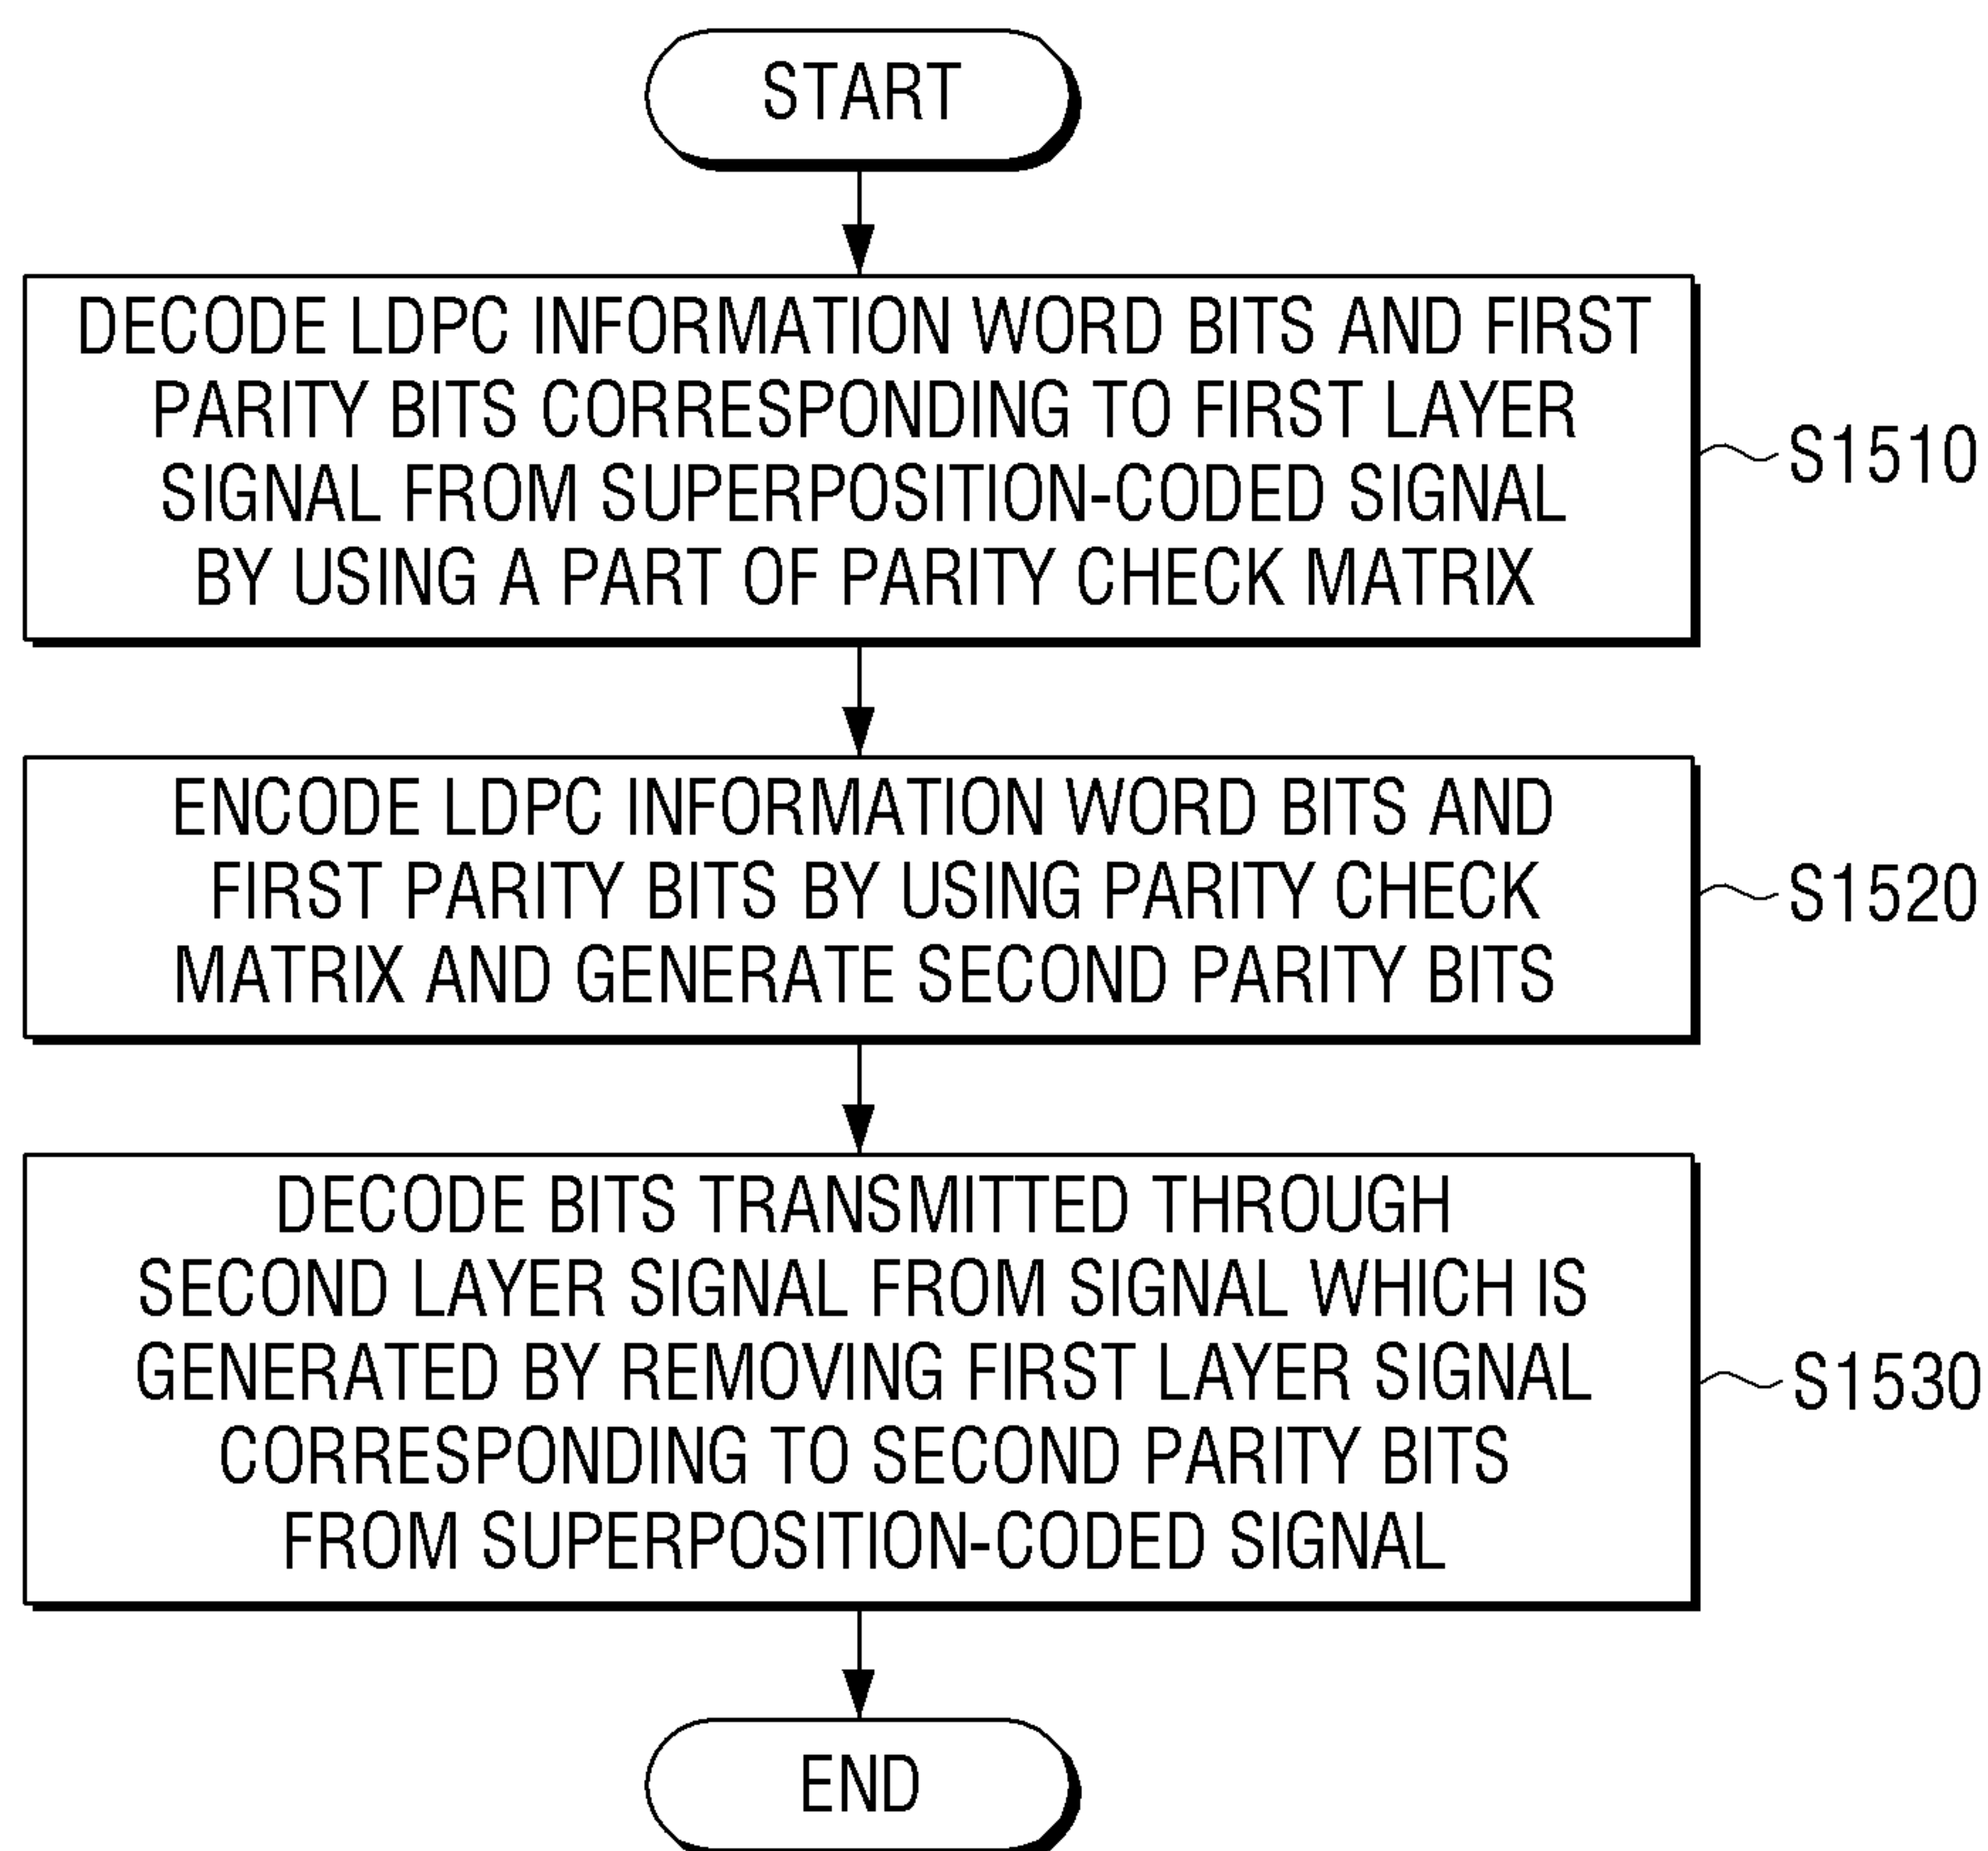 START
DECODE LDPC INFORMATION WORD BITS AND FIRST
PARITY BITS CORRESPONDING TO FIRST LAYER
SIGNAL FROM SUPERPOSITION-CODED SIGNAL
BY USING A PART OF PARITY CHECK MATRIX
S1510
ENCODE LDPC INFORMATION WORD BITS AND
FIRST PARITY BITS BY USING PARITY CHECK
MATRIX AND GENERATE SECOND PARITY BITS
S1520
DECODE BITS TRANSMITTED THROUGH
SECOND LAYER SIGNAL FROM SIGNAL WHICH IS
GENERATED BY REMOVING FIRST LAYER SIGNAL
CORRESPONDING TO SECOND PARITY BITS
FROM SUPERPOSITION-CODED SIGNAL
S1530
END